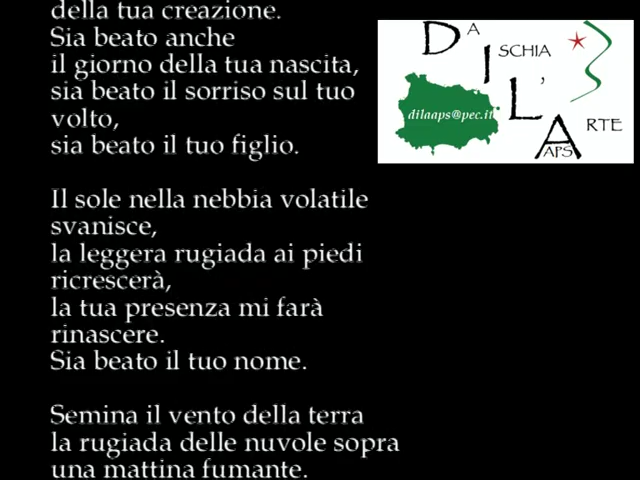 della tua creazione.
Sia beato anche
il giorno della tua nascita,
sia beato il sorriso sul tuo
volto,
sia beato il tuo figlio.
Il sole nella nebbia volatile
svanisce,
la leggera rugiada ai piedi
ricrescerà,
la tua presenza mi farà
rinascere.
Sia beato il tuo nome.
Semina il vento della terra
la rugiada delle nuvole sopra
una mattina fumante.
DA
ISCHIA
L'ARTE
APS
dilaaps@pec.it